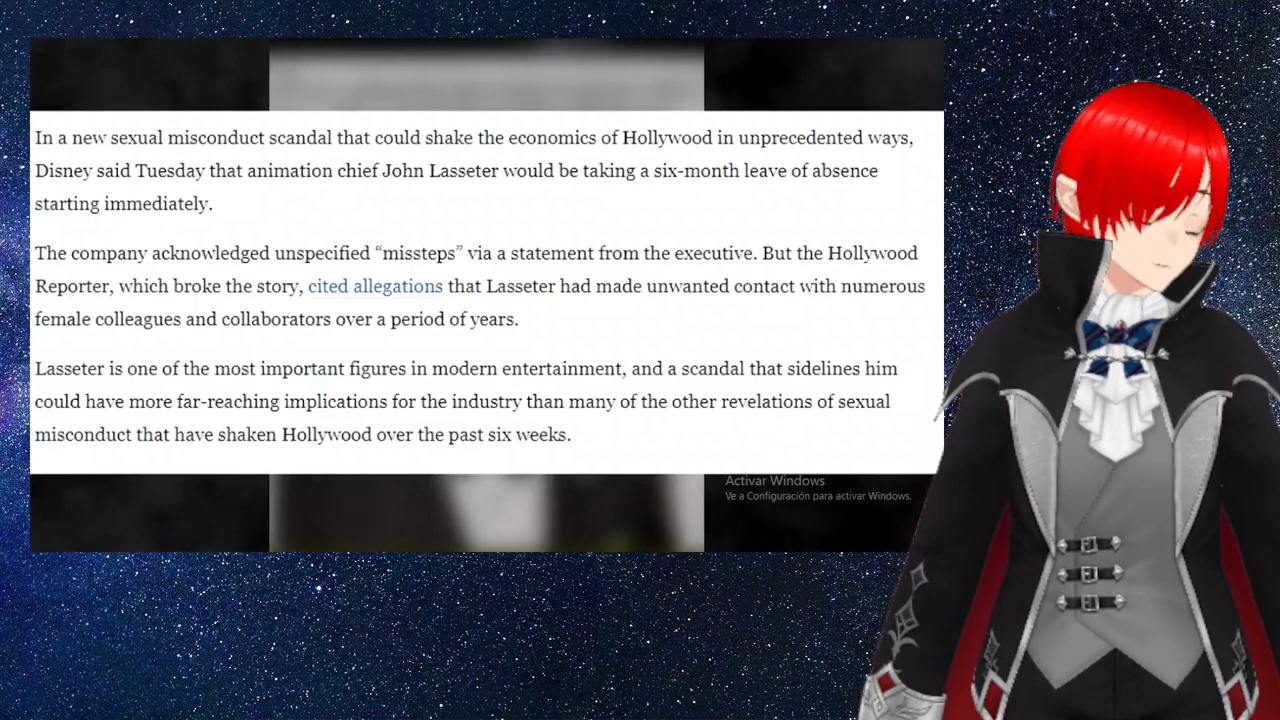 In a new sexual misconduct scandal that could shake the economics of Hollywood in unprecedented ways,
Disney said Tuesday that animation chief John Lasseter would be taking a six-month leave of absence
starting immediately.
The company acknowledged unspecified “missteps” via a statement from the executive. But the Hollywood
Reporter, which broke the story, cited allegations that Lasseter had made unwanted contact with numerous
female colleagues and collaborators over a period of years.
Lasseter is one of the most important figures in modern entertainment, and a scandal that sidelines him
could have more far-reaching implications for the industry than many of the other revelations of sexual
misconduct that have shaken Hollywood over the past six weeks.
Activar Windows
Ve a Configuración para activar Windows.